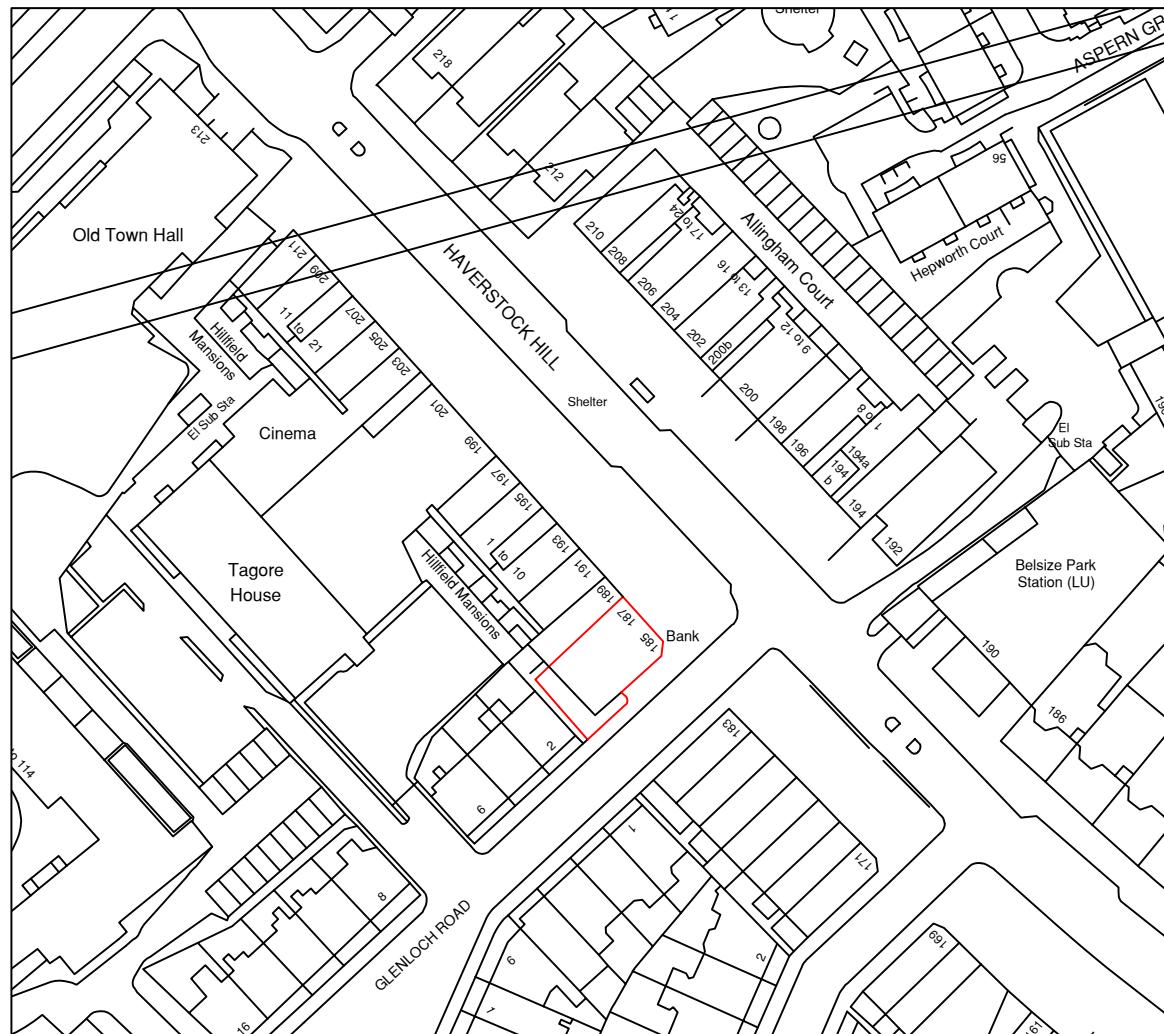 Shelter
ASPERN GR
218
213
212
56
Old Town Hall
HAVERSTOCK HILL
Allingham Court
Hepworth Court
17 to 24
13 to 16
9 to 12
1 to 8
210
208
206
204
202
200b
200
198
196
194a
194
b
194
192
211
209
207
205
203
201
199
197
195
193
191
189
187
185
Bank
11
to
21
Hillfield
Mansions
El Sub Sta
Cinema
Shelter
El
Sub Sta
Tagore
House
1
to
10
Hillfield Mansions
Belsize Park
Station (LU)
190
186
183
171
169
161
2
6
8
16
1
6
1
2
to 114
GLENLOCH ROAD